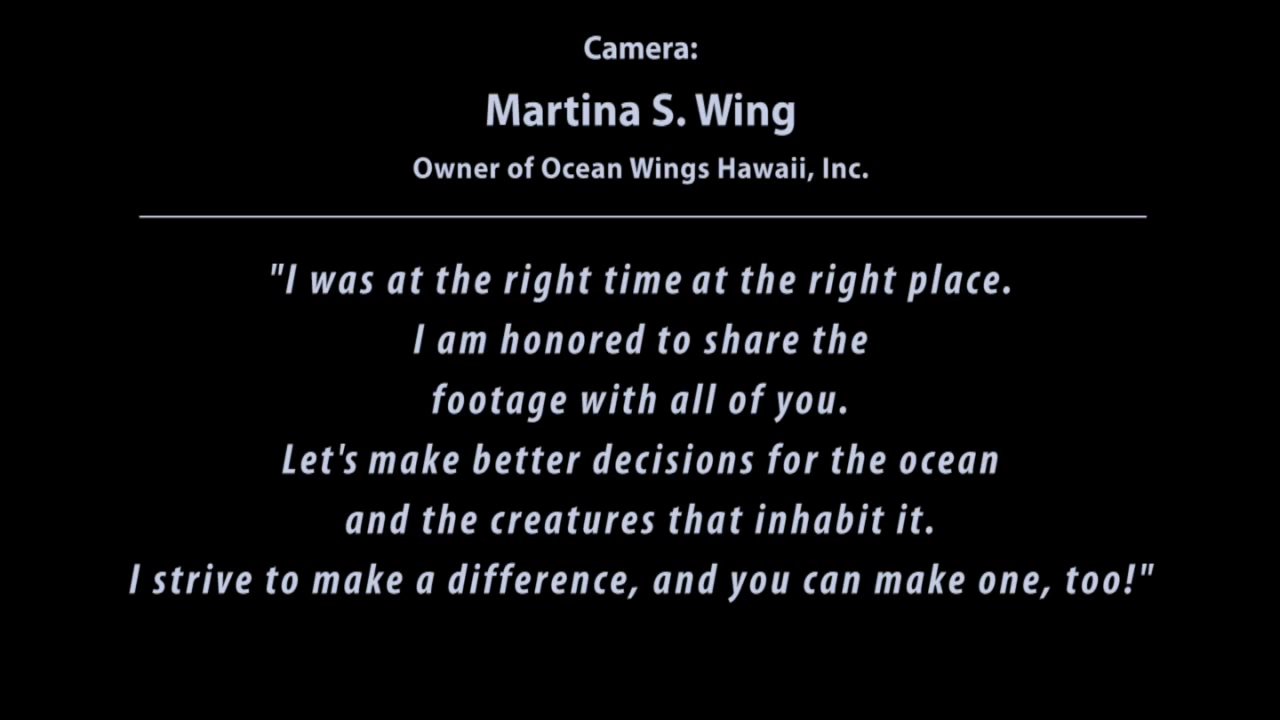 Camera:
Martina S. Wing
Owner of Ocean Wings Hawaii, Inc.
"I was at the right time at the right place.
I am honored to share the
footage with all of you.
Let's make better decisions for the ocean
and the creatures that inhabit it.
I strive to make a difference, and you can make one, too!"